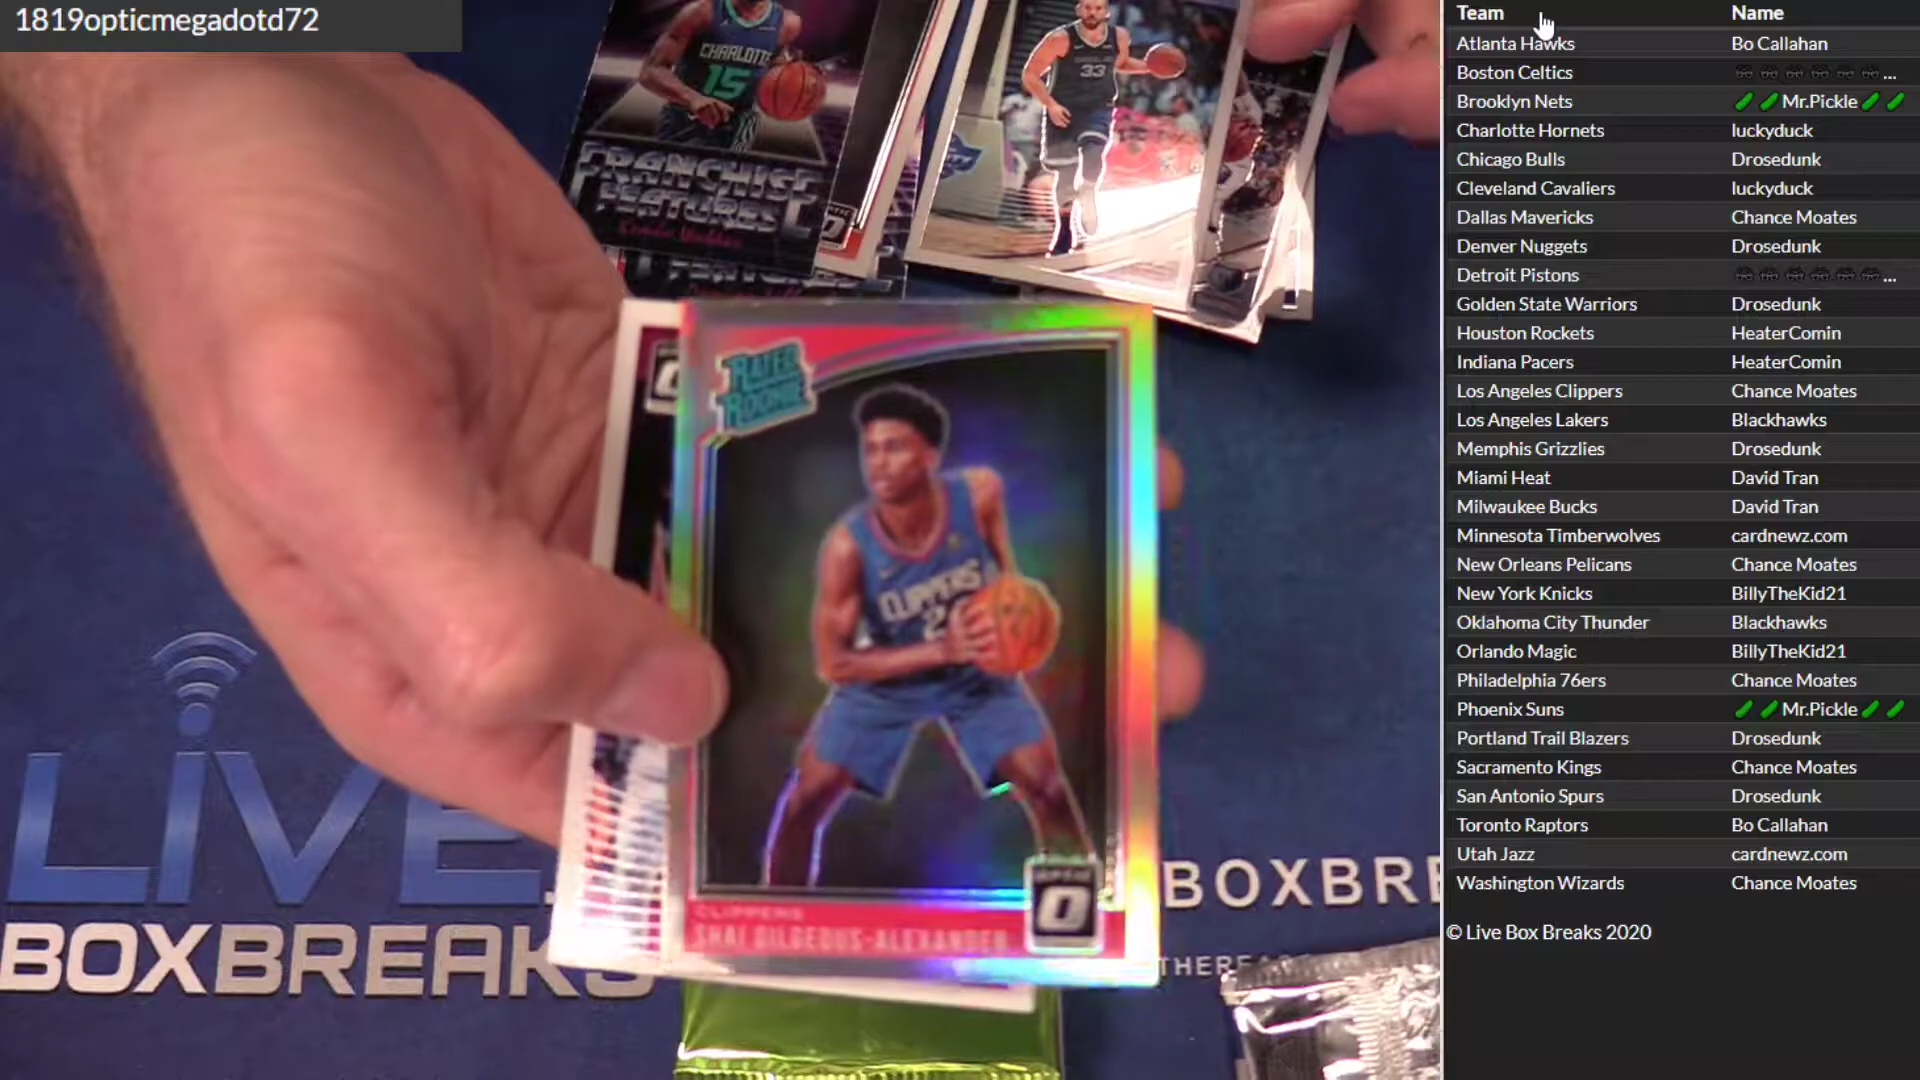 1819opticmegadotd72
CHARLOTTE
15
FRANCHISE
FEATURES
Kemba Walker
33
RATED
ROOKIE
CLIPPERS
CLIPPERS
SHAI GILGEOUS-ALEXANDER
OPTIC
LIVE
BOXBREAKS
BOXBRE
Team Name
Atlanta Hawks Bo Callahan
Boston Celtics ...
Brooklyn Nets Mr.Pickle
Charlotte Hornets luckyduck
Chicago Bulls Drosedunk
Cleveland Cavaliers luckyduck
Dallas Mavericks Chance Moates
Denver Nuggets Drosedunk
Detroit Pistons ...
Golden State Warriors Drosedunk
Houston Rockets HeaterComin
Indiana Pacers HeaterComin
Los Angeles Clippers Chance Moates
Los Angeles Lakers Blackhawks
Memphis Grizzlies Drosedunk
Miami Heat David Tran
Milwaukee Bucks David Tran
Minnesota Timberwolves cardnewz.com
New Orleans Pelicans Chance Moates
New York Knicks BillyTheKid21
Oklahoma City Thunder Blackhawks
Orlando Magic BillyTheKid21
Philadelphia 76ers Chance Moates
Phoenix Suns Mr.Pickle
Portland Trail Blazers Drosedunk
Sacramento Kings Chance Moates
San Antonio Spurs Drosedunk
Toronto Raptors Bo Callahan
Utah Jazz cardnewz.com
Washington Wizards Chance Moates
© Live Box Breaks 2020